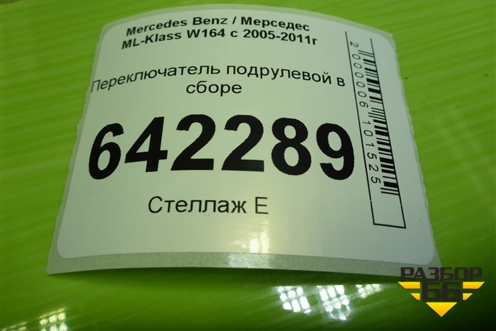 Mercedes Benz / Мерседес
ML-Klass W164 с 2005-2011г
Переключатель подрулевой в
сборе
642289
Стеллаж Е
2000006101525
РАЗБОР
66